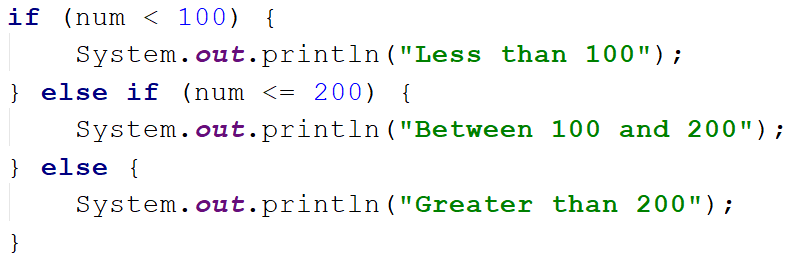 if (num < 100) {
    System.out.println("Less than 100");
} else if (num <= 200) {
    System.out.println("Between 100 and 200");
} else {
    System.out.println("Greater than 200");
}